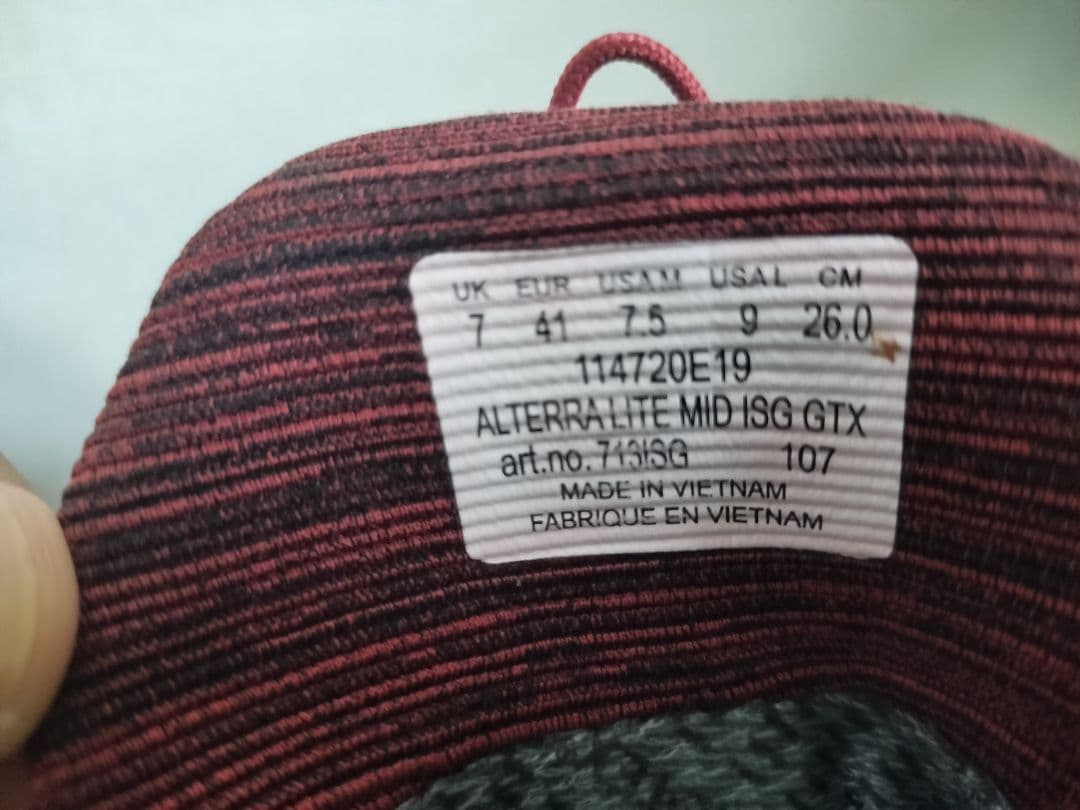 UK EUR USA M USA L CM
7 41 7.5 9 26.0
114720E19
ALTERRA LITE MID ISG GTX
art.no. 713ISG 107
MADE IN VIETNAM
FABRIQUE EN VIETNAM